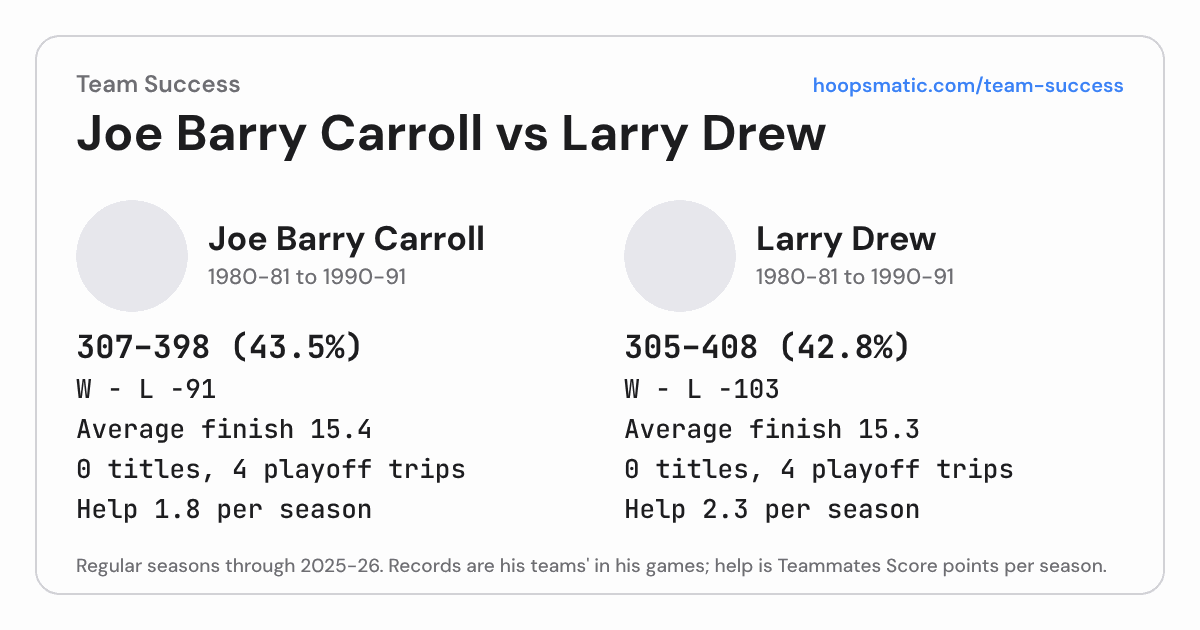 Team Success
hoopsmatic.com/team-success
Joe Barry Carroll vs Larry Drew
Joe Barry Carroll
1980-81 to 1990-91
307-398 (43.5%)
W - L -91
Average finish 15.4
0 titles, 4 playoff trips
Help 1.8 per season
Larry Drew
1980-81 to 1990-91
305-408 (42.8%)
W - L -103
Average finish 15.3
0 titles, 4 playoff trips
Help 2.3 per season
Regular seasons through 2025-26. Records are his teams' in his games; help is Teammates Score points per season.